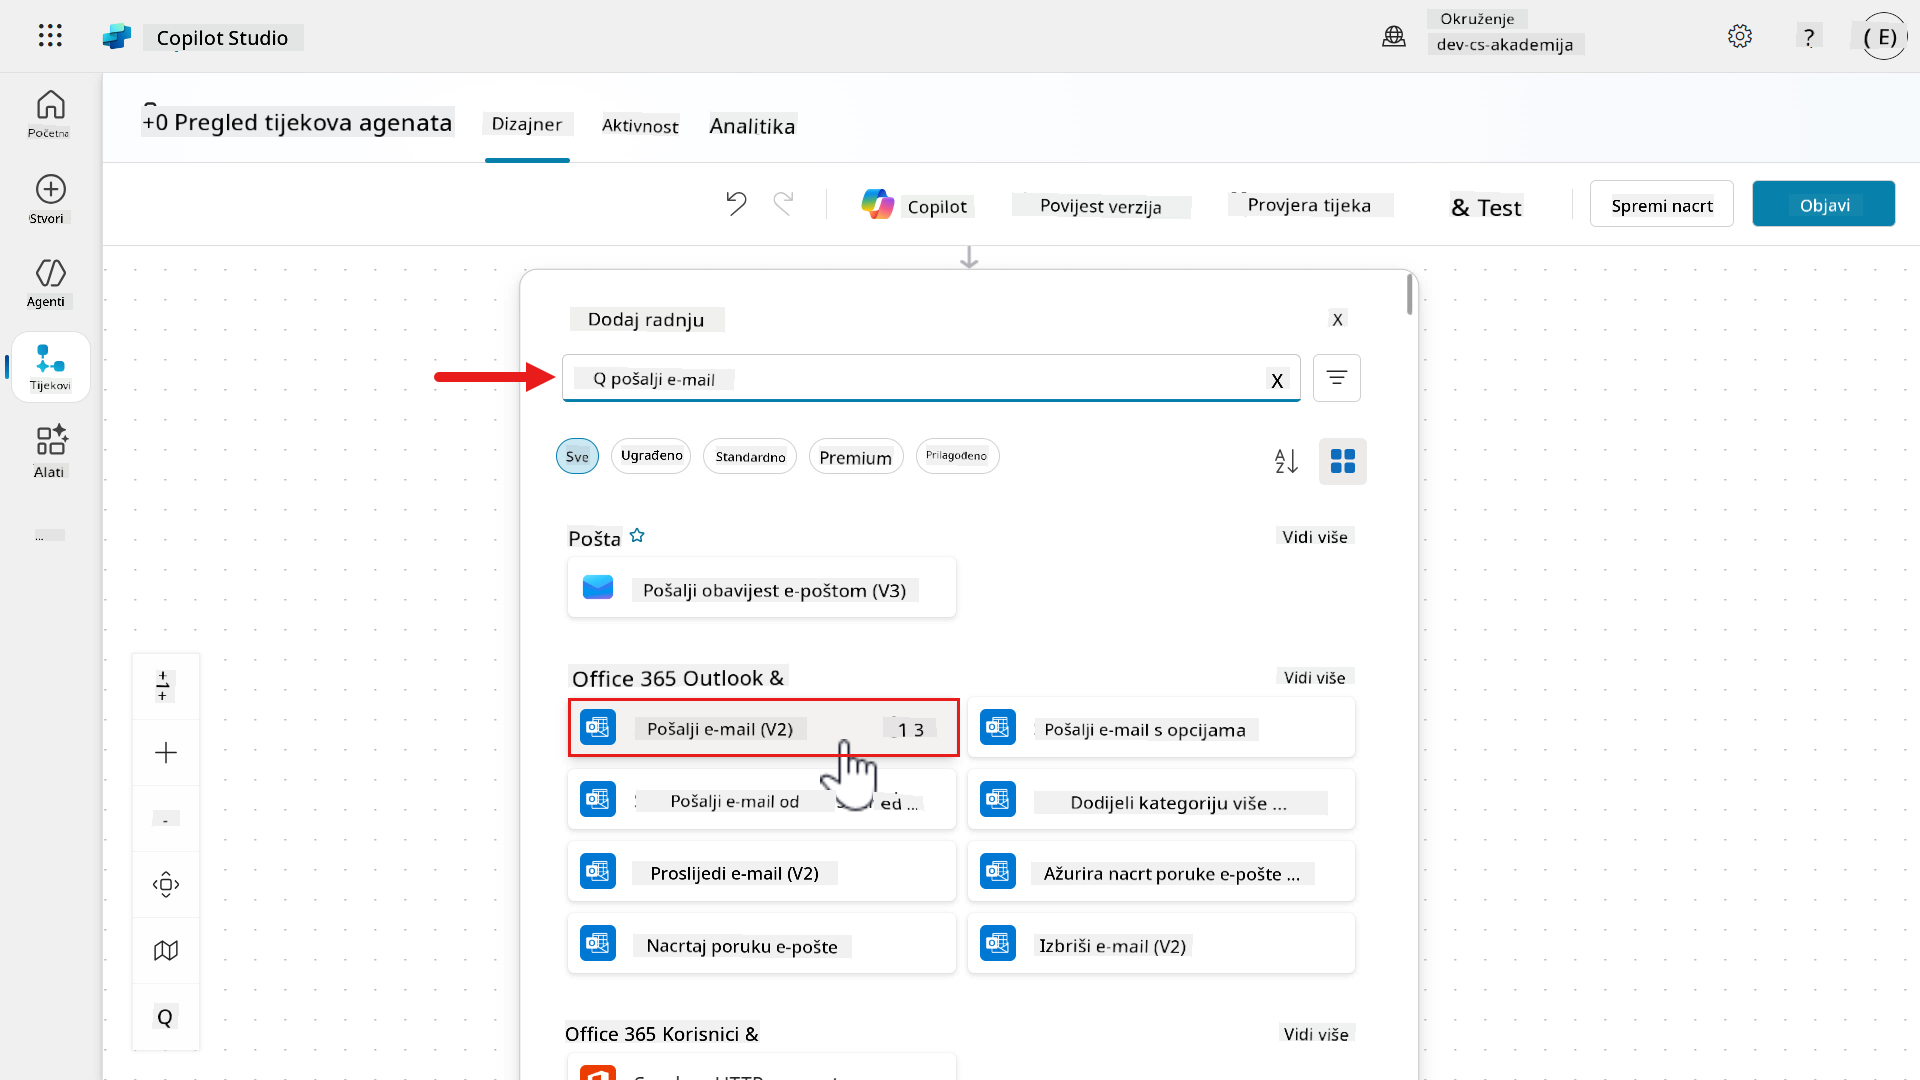 Copilot Studio
Okruženje
dev-cs-akademija
?
( E)
Početna
Stvori
Agenti
Tijekovi
Alati
...
+0 Pregled tijekova agenata
Dizajner
Aktivnost
Analitika
Copilot
Povijest verzija
Provjera tijeka
& Test
Spremi nacrt
Objavi
Dodaj radnju
X
Q pošalji e-mail
X
Sve
Ugrađeno
Standardno
Premium
Prilagođeno
Pošta
Vidi više
Pošalji obavijest e-poštom (V3)
Office 365 Outlook &
Vidi više
Pošalji e-mail (V2)
1 3
Pošalji e-mail s opcijama
Pošalji e-mail od
ed ...
Dodijeli kategoriju više ...
Proslijedi e-mail (V2)
Ažurira nacrt poruke e-pošte ...
Nacrtaj poruku e-pošte
Izbriši e-mail (V2)
Office 365 Korisnici &
Vidi više
Q